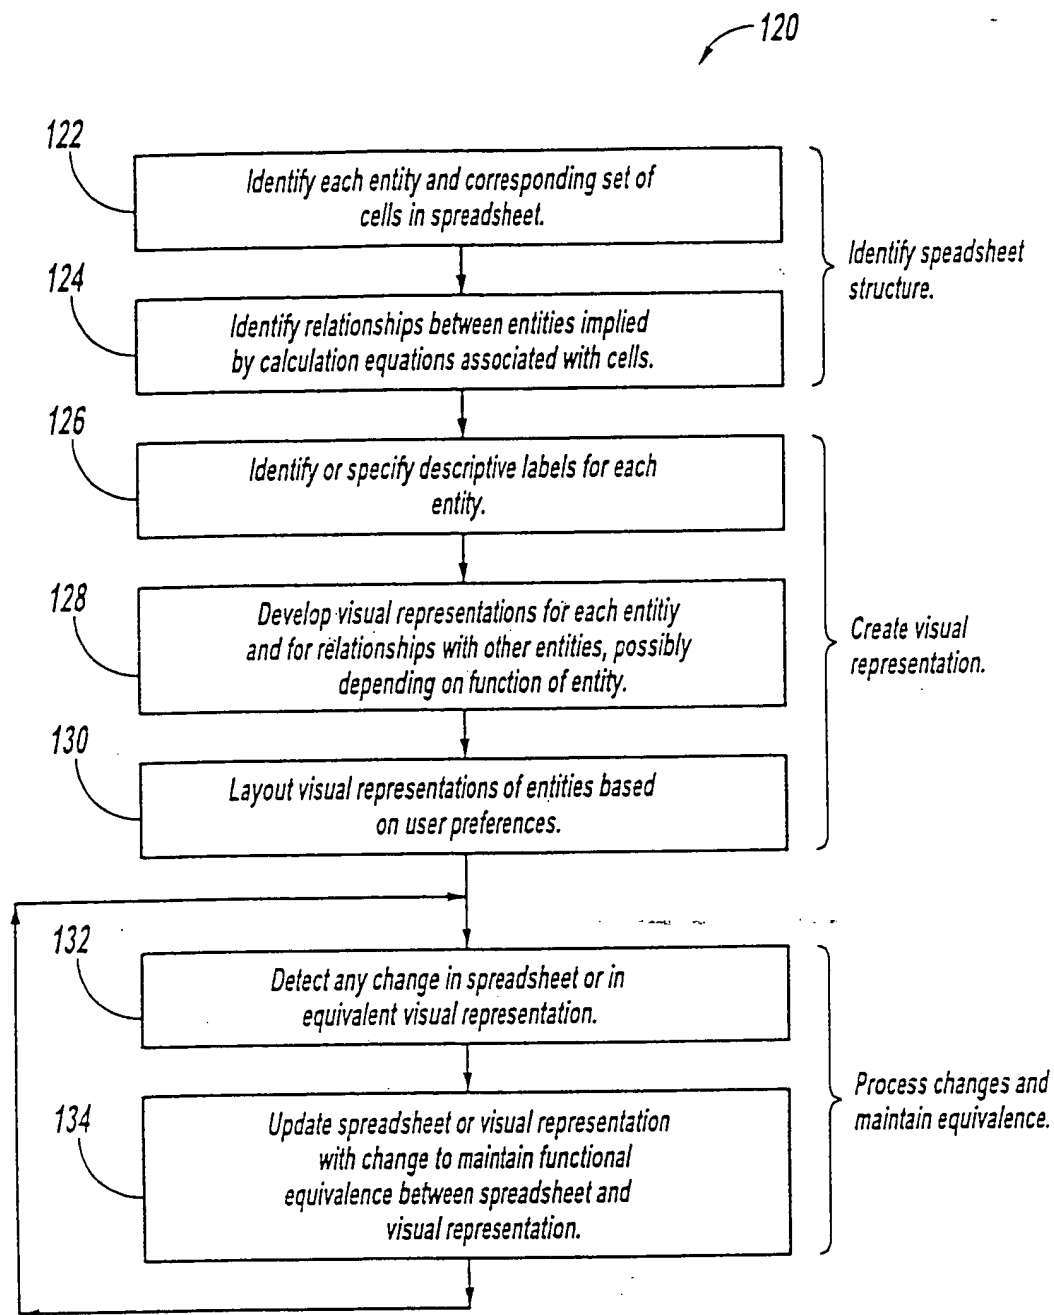 120
122
Identify each entity and corresponding set of
cells in spreadsheet.
124
Identify relationships between entities implied
by calculation equations associated with cells.
Identify speadsheet
structure.
126
Identify or specify descriptive labels for each
entity.
128
Develop visual representations for each entitiy
and for relationships with other entities, possibly
depending on function of entity.
130
Layout visual representations of entities based
on user preferences.
Create visual
representation.
132
Detect any change in spreadsheet or in
equivalent visual representation.
134
Update spreadsheet or visual representation
with change to maintain functional
equivalence between spreadsheet and
visual representation.
Process changes and
maintain equivalence.